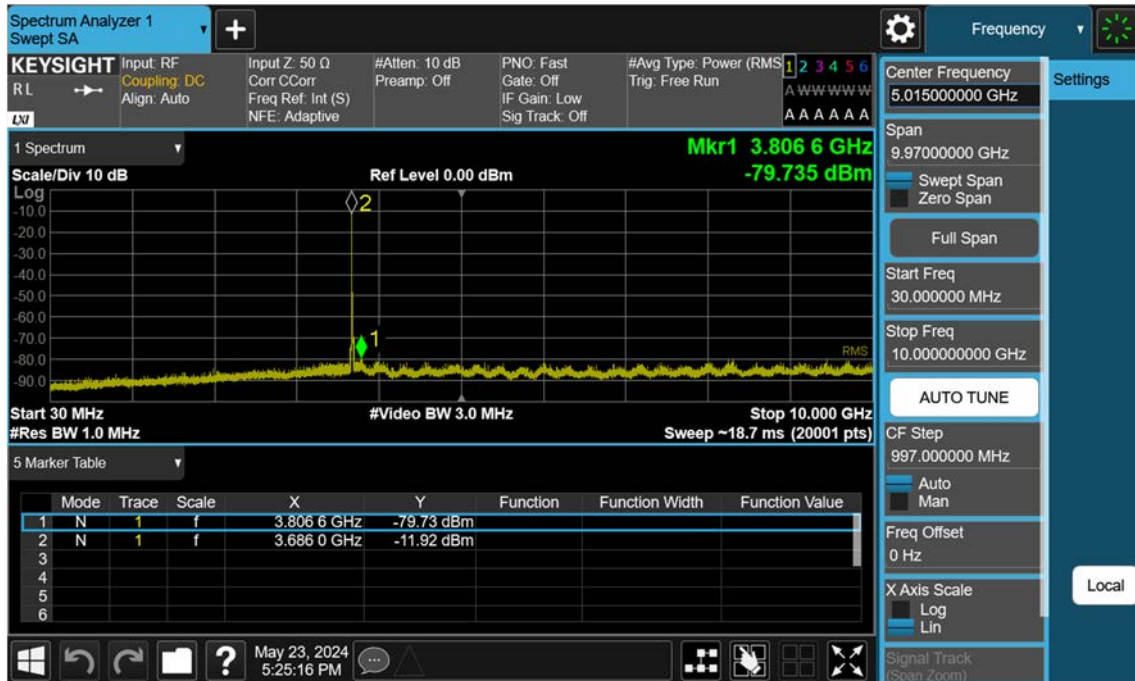 Spectrum Analyzer 1
Swept SA
+
Frequency
KEYSIGHT
RL
LXI
Input: RF
Coupling: DC
Align: Auto
Input Z: 50 Ω
Corr CCorr
Freq Ref: Int (S)
NFE: Adaptive
#Atten: 10 dB
Preamp: Off
PNO: Fast
Gate: Off
IF Gain: Low
Sig Track: Off
#Avg Type: Power (RMS
Trig: Free Run
1 2 3 4 5 6
A W W W W W
A A A A A A
1 Spectrum
Mkr1 3.806 6 GHz
-79.735 dBm
Scale/Div 10 dB
Ref Level 0.00 dBm
Log
-10.0
-20.0
-30.0
-40.0
-50.0
-60.0
-70.0
-80.0
-90.0
2
1
RMS
Start 30 MHz
#Video BW 3.0 MHz
Stop 10.000 GHz
#Res BW 1.0 MHz
Sweep ~18.7 ms (20001 pts)
5 Marker Table
Mode Trace Scale X Y Function Function Width Function Value
1 N 1 f 3.806 6 GHz -79.73 dBm
2 N 1 f 3.686 0 GHz -11.92 dBm
3
4
5
6
?
May 23, 2024
5:25:16 PM
Center Frequency
5.015000000 GHz
Settings
Span
9.97000000 GHz
Swept Span
Zero Span
Full Span
Start Freq
30.000000 MHz
Stop Freq
10.000000000 GHz
AUTO TUNE
CF Step
997.000000 MHz
Auto
Man
Freq Offset
0 Hz
X Axis Scale
Log
Lin
Local
Signal Track
(Span Zoom)